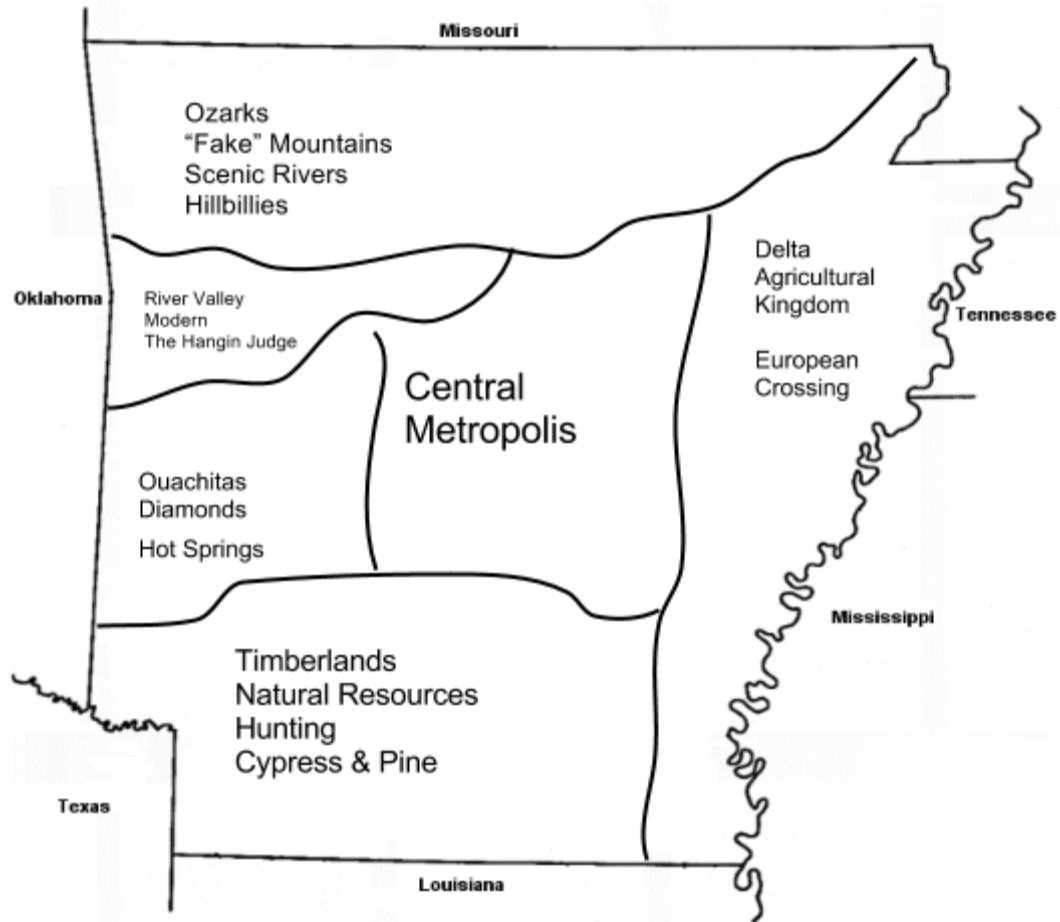 Missouri
Ozarks
“Fake” Mountains
Scenic Rivers
Hillbillies
Oklahoma
River Valley
Modern
The Hangin Judge
Delta
Agricultural
Kingdom
European
Crossing
Tennessee
Central
Metropolis
Ouachitas
Diamonds
Hot Springs
Mississippi
Timberlands
Natural Resources
Hunting
Cypress & Pine
Texas
Louisiana